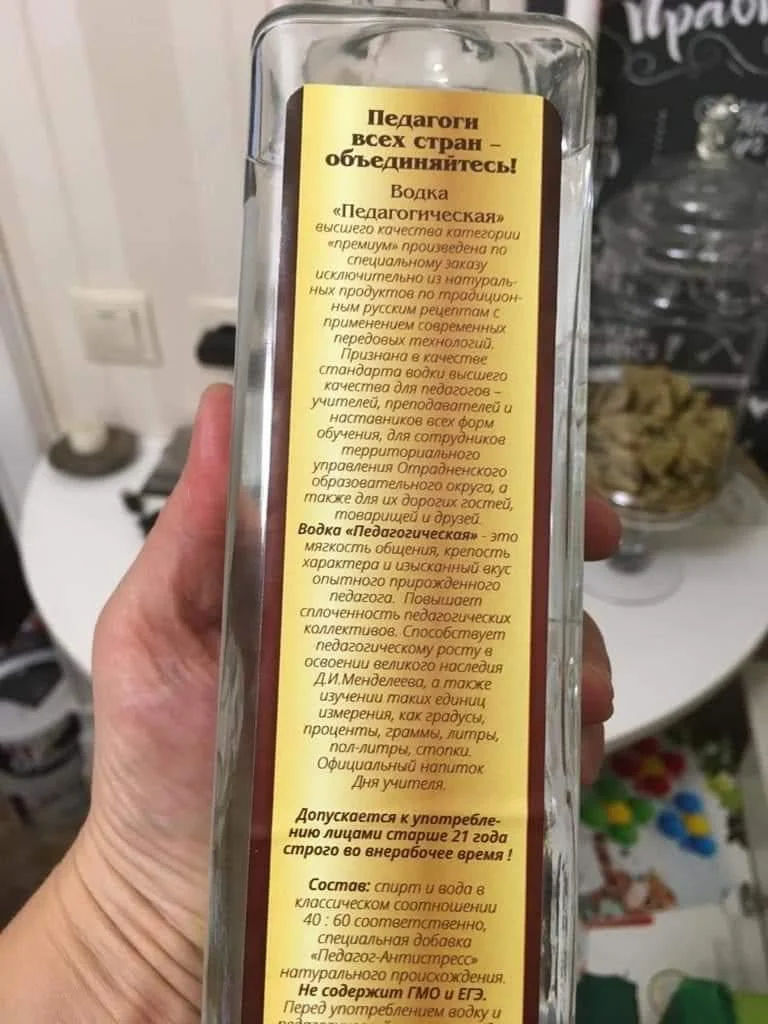 Педагоги
всех стран –
объединяйтесь!
Водка
«Педагогическая»
высшего качества категории
«премиум» произведена по
специальному заказу
исключительно из натураль-
ных продуктов по традицион-
ным русским рецептам с
применением современных
передовых технологий.
Признана в качестве
стандарта водки высшего
качества для педагогов –
учителей, преподавателей и
наставников всех форм
обучения, для сотрудников
территориального
управления Отрадненского
образовательного округа, а
также для их дорогих гостей,
товарищей и друзей.
Водка «Педагогическая» - это
мягкость общения, крепость
характера и изысканный вкус
опытного прирожденного
педагога. Повышает
сплоченность педагогических
коллективов. Способствует
педагогическому росту в
освоении великого наследия
Д.И.Менделеева, а также
изучении таких единиц
измерения, как градусы,
проценты, граммы, литры,
пол-литры, стопки.
Официальный напиток
Дня учителя.
Допускается к употребле-
нию лицами старше 21 года
строго во внерабочее время !
Состав: спирт и вода в
классическом соотношении
40 : 60 соответственно,
специальная добавка
«Педагог-Антистресс»
натурального происхождения.
Не содержит ГМО и ЕГЭ.
Перед употреблением водку и